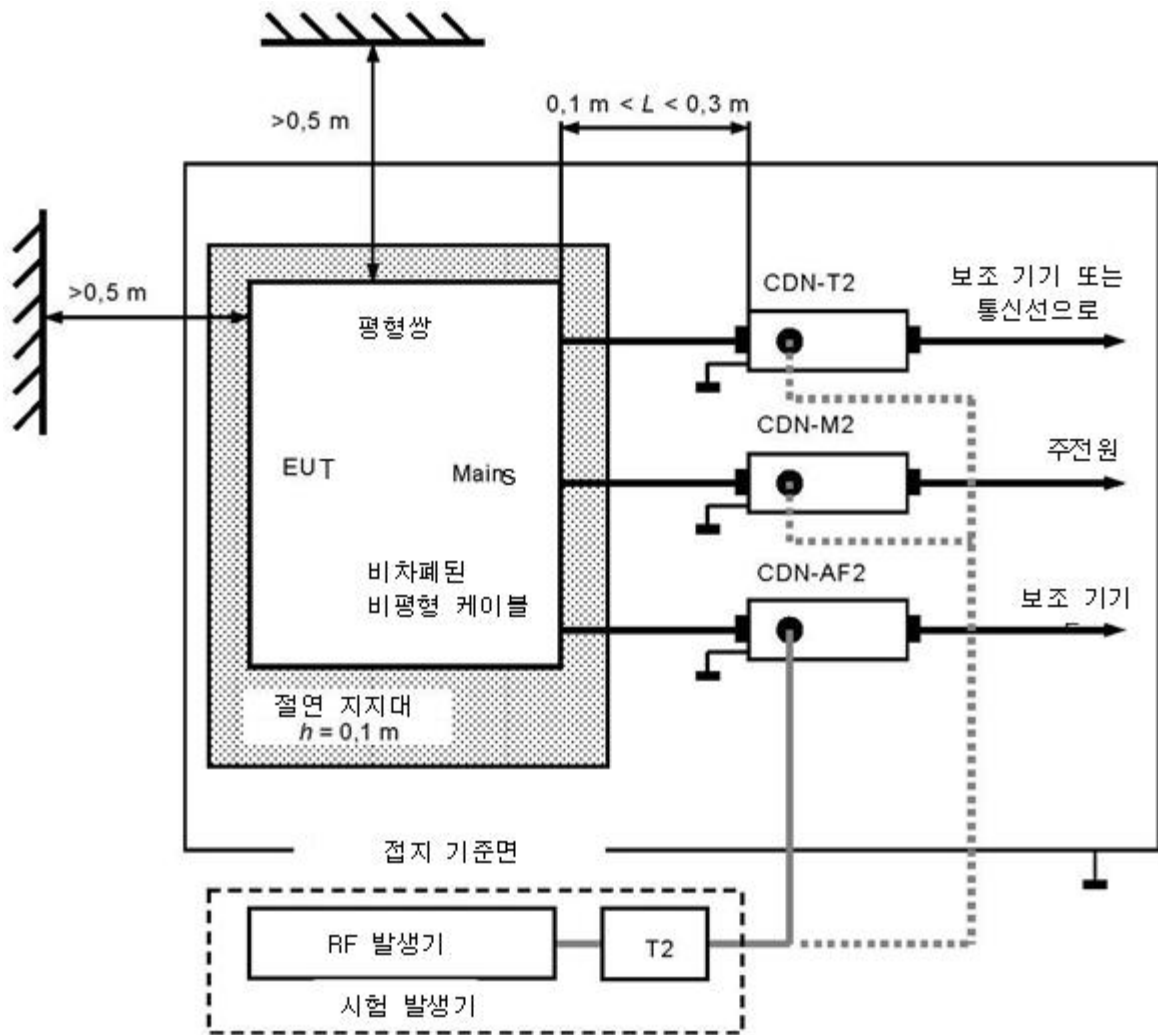 >0,5 m
0,1 m < L < 0,3 m
>0,5 m
평형쌍
CDN-T2
보조 기기 또는
통신선으로
EUT
Mains
CDN-M2
주전원
비차폐된
비평형 케이블
CDN-AF2
보조 기기
절연 지지대
h = 0,1 m
접지 기준면
RF 발생기
T2
시험 발생기